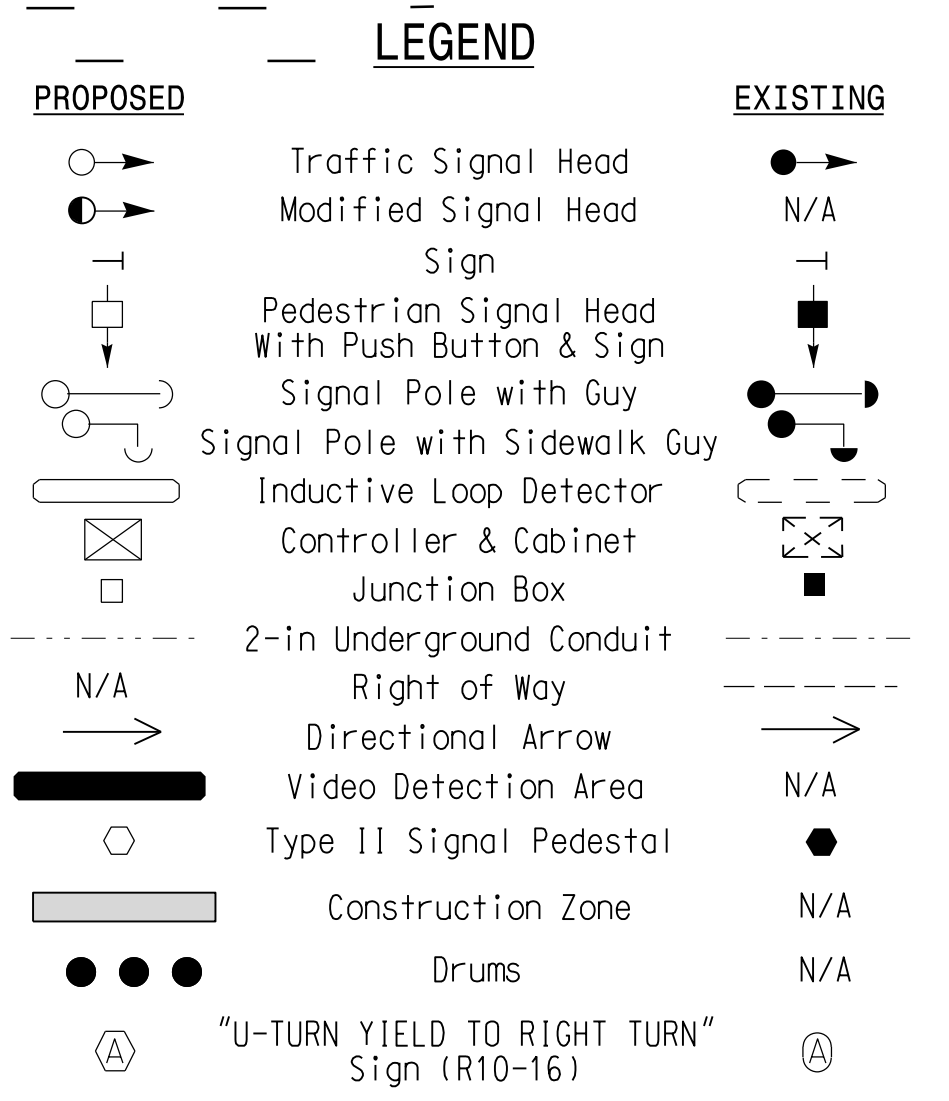 LEGEND
PROPOSED EXISTING
Traffic Signal Head
Modified Signal Head N/A
Sign
Pedestrian Signal Head
With Push Button & Sign
Signal Pole with Guy
Signal Pole with Sidewalk Guy
Inductive Loop Detector
Controller & Cabinet
Junction Box
2-in Underground Conduit
N/A Right of Way
Directional Arrow
Video Detection Area N/A
Type II Signal Pedestal
Construction Zone N/A
Drums N/A
"U-TURN YIELD TO RIGHT TURN"
A Sign (R10-16) A